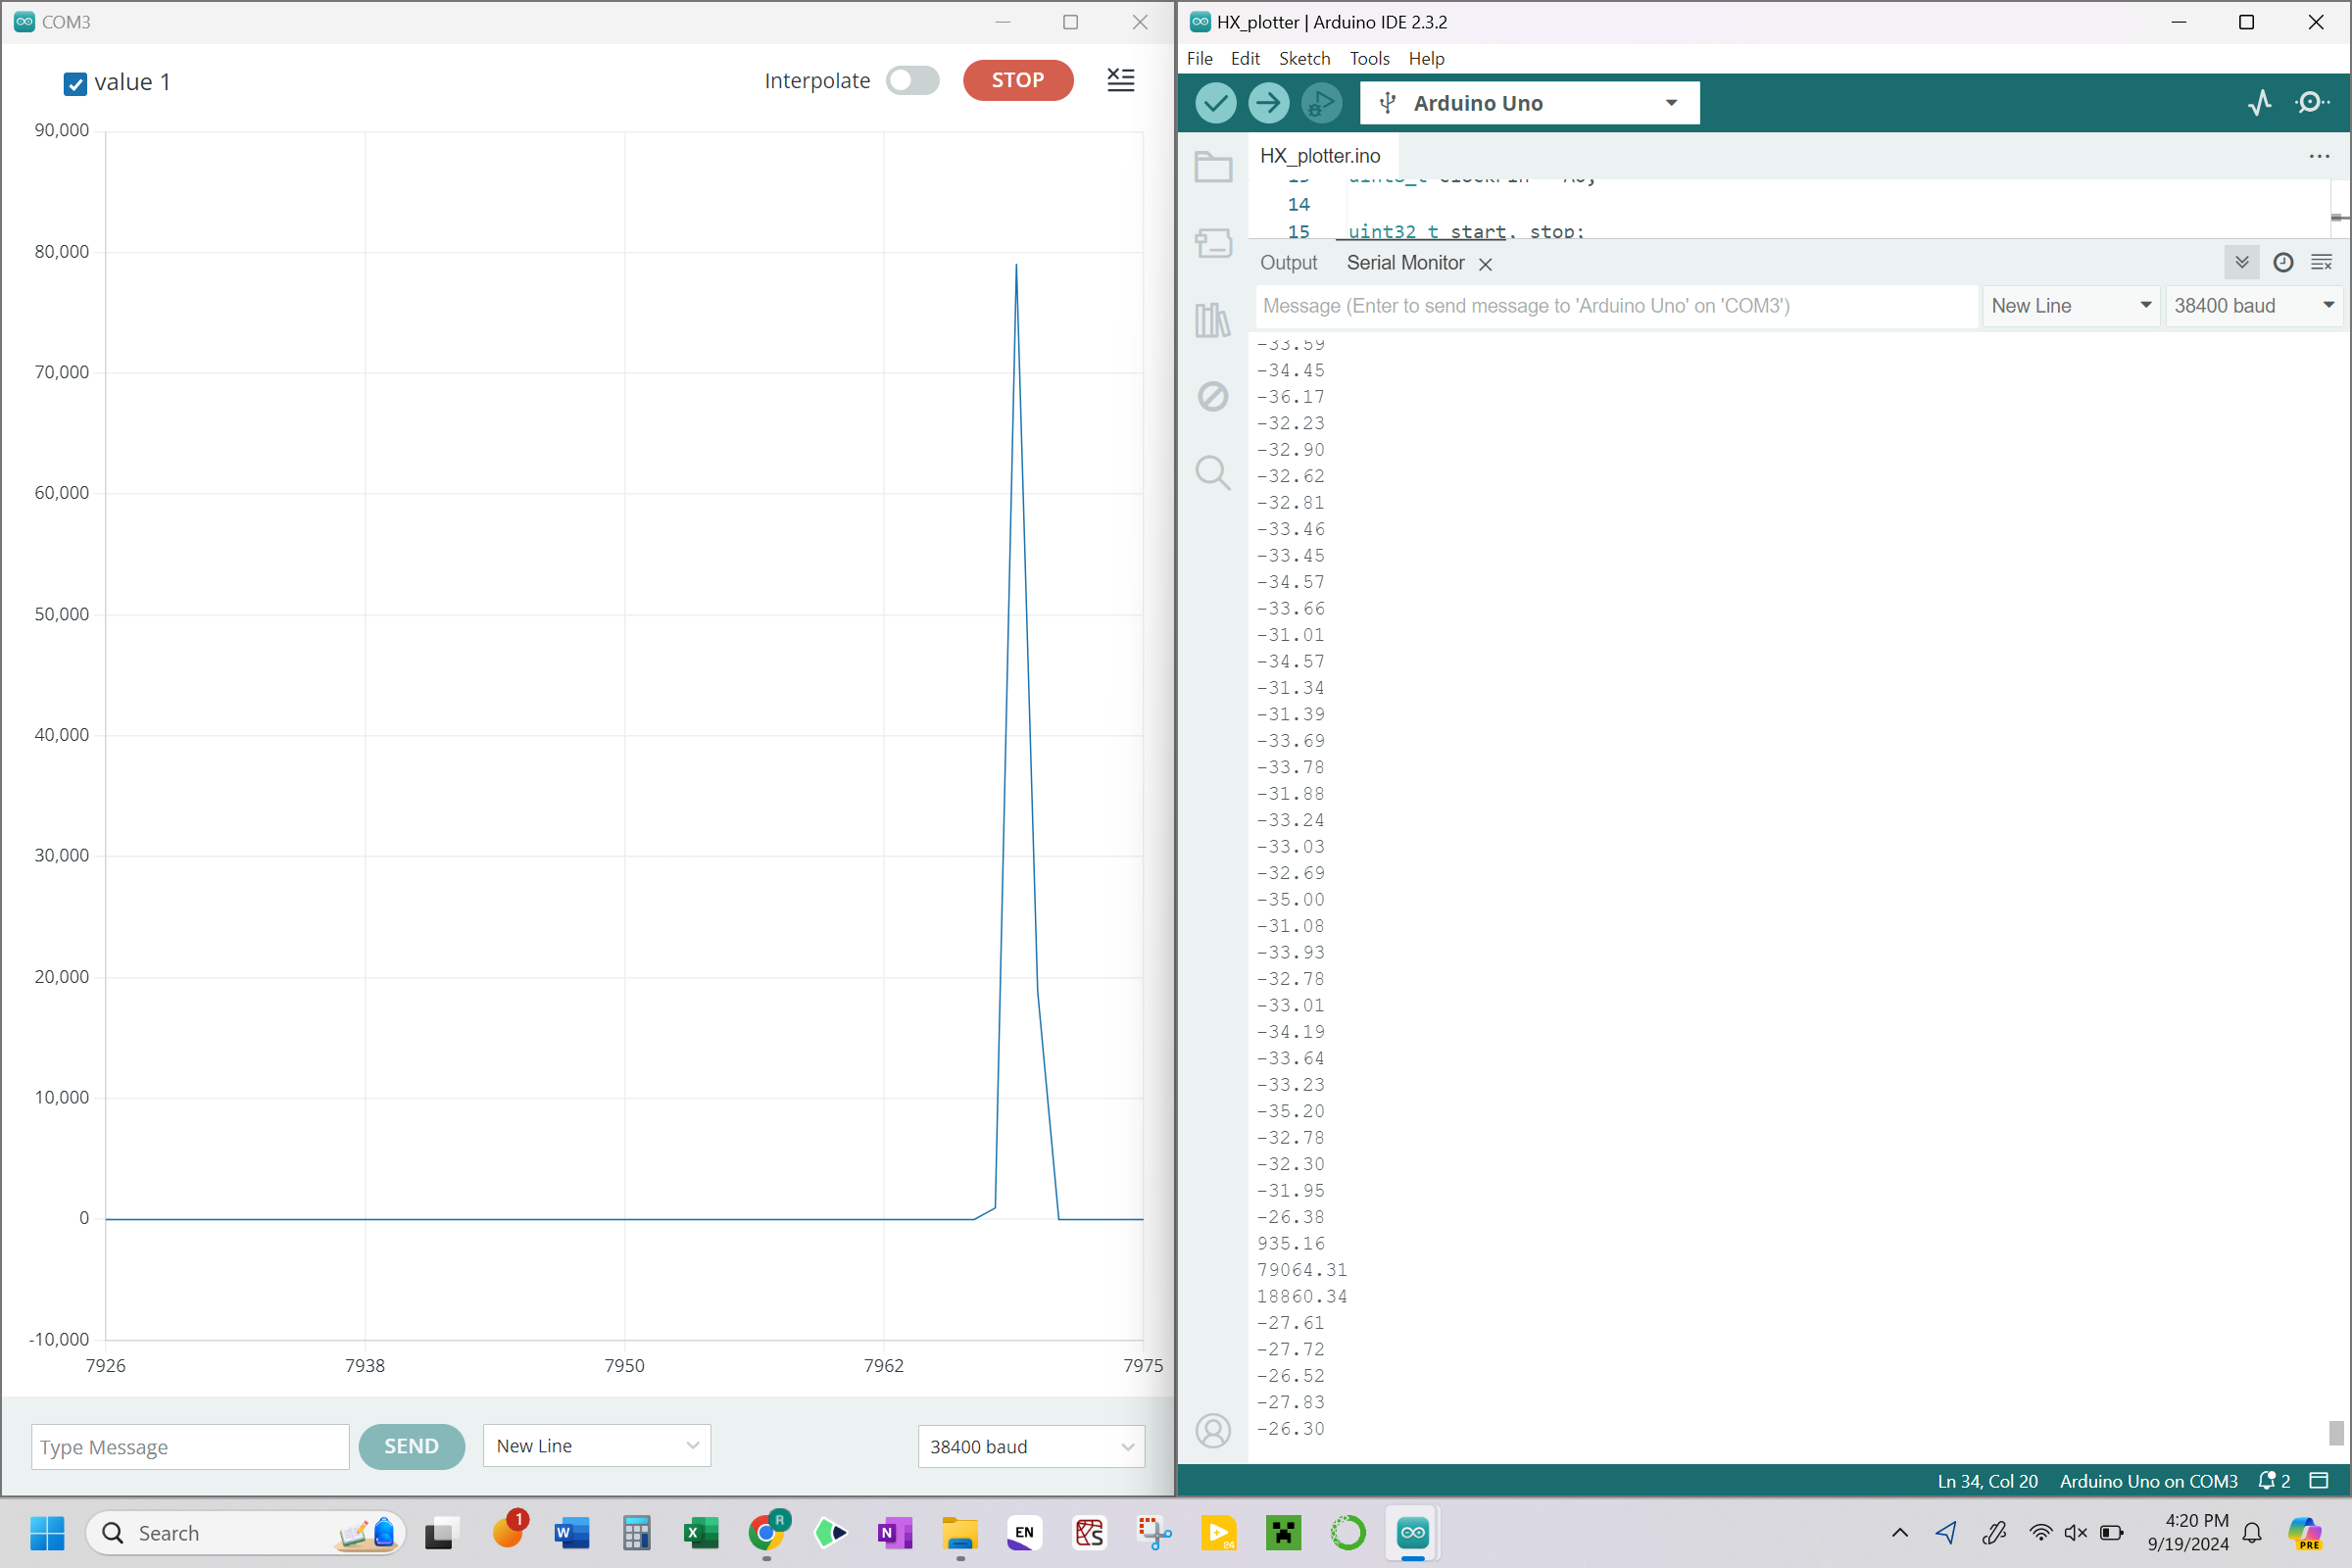 COM3
value 1
Interpolate
STOP
90,000
80,000
70,000
60,000
50,000
40,000
30,000
20,000
10,000
0
-10,000
7926 7938 7950 7962 7975
Type Message
SEND
New Line
38400 baud
HX_plotter | Arduino IDE 2.3.2
File Edit Sketch Tools Help
Arduino Uno
HX_plotter.ino
14
15 uint32_t start, stop;
Output
Serial Monitor
Message (Enter to send message to 'Arduino Uno' on 'COM3')
New Line
38400 baud
-33.59
-34.45
-36.17
-32.23
-32.90
-32.62
-32.81
-33.46
-33.45
-34.57
-33.66
-31.01
-34.57
-31.34
-31.39
-33.69
-33.78
-31.88
-33.24
-33.03
-32.69
-35.00
-31.08
-33.93
-32.78
-33.01
-34.19
-33.64
-33.23
-35.20
-32.78
-32.30
-31.95
-26.38
935.16
79064.31
18860.34
-27.61
-27.72
-26.52
-27.83
-26.30
Ln 34, Col 20 Arduino Uno on COM3 2
Search
1
W
X
R
N
EN
S
24
4:20 PM
9/19/2024
PRE